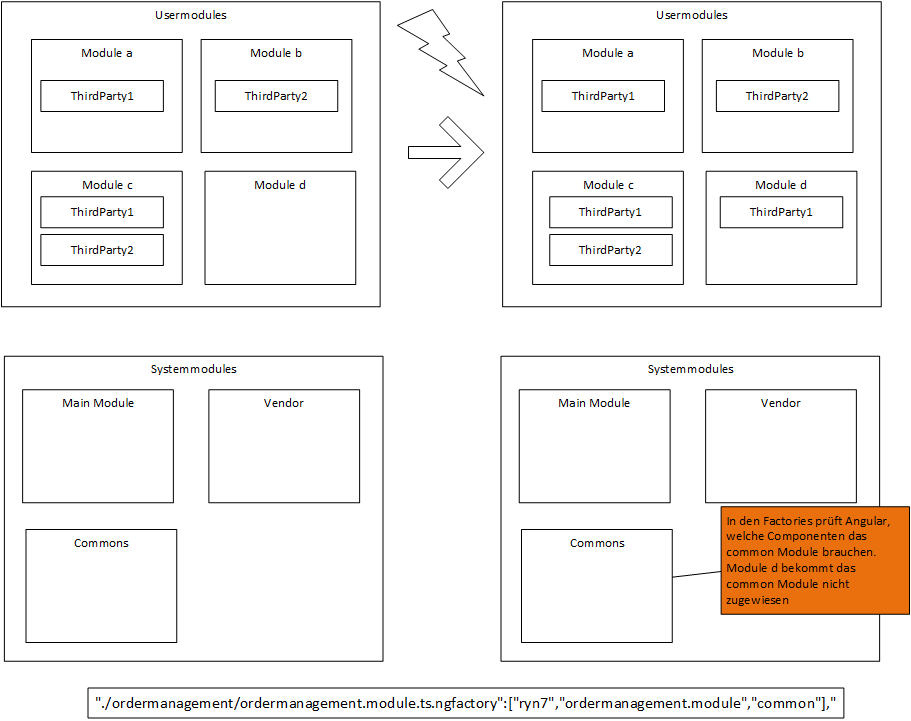 Usermodules
Module a
ThirdParty1
Module b
ThirdParty2
Module c
ThirdParty1
ThirdParty2
Module d
Usermodules
Module a
ThirdParty1
Module b
ThirdParty2
Module c
ThirdParty1
ThirdParty2
Module d
ThirdParty1
Systemmodules
Main Module
Vendor
Commons
Systemmodules
Main Module
Vendor
Commons
In den Factories prüft Angular,
welche Componenten das
common Module brauchen.
Module d bekommt das
common Module nicht
zugewiesen
"./ordermanagement/ordermanagement.module.ts.ngfactory":["ryn7","ordermanagement.module","common"],"